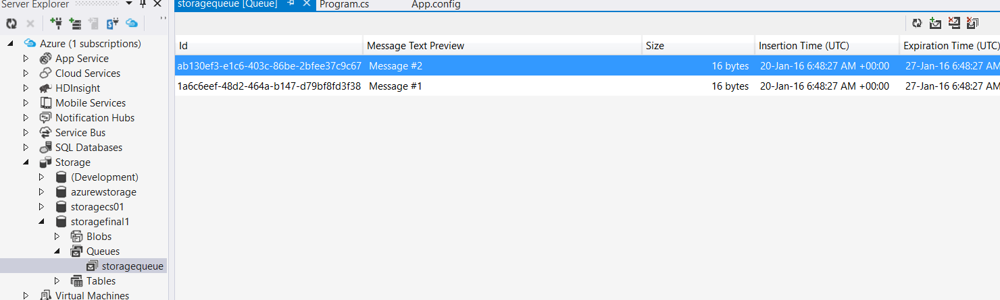 Server Explorer
storagequeue [Queue]
Program.cs
App.config
Azure (1 subscriptions)
App Service
Cloud Services
HDInsight
Mobile Services
Notification Hubs
Service Bus
SQL Databases
Storage
(Development)
azurewstorage
storagecs01
storagefinal1
Blobs
Queues
storagequeue
Tables
Virtual Machines
Id Message Text Preview Size Insertion Time (UTC) Expiration Time (UTC)
ab130ef3-e1c6-403c-86be-2bfee37c9c67 Message #2 16 bytes 20-Jan-16 6:48:27 AM +00:00 27-Jan-16 6:48:27 AM
1a6c6eef-48d2-464a-b147-d79bf8fd3f38 Message #1 16 bytes 20-Jan-16 6:48:27 AM +00:00 27-Jan-16 6:48:27 AM